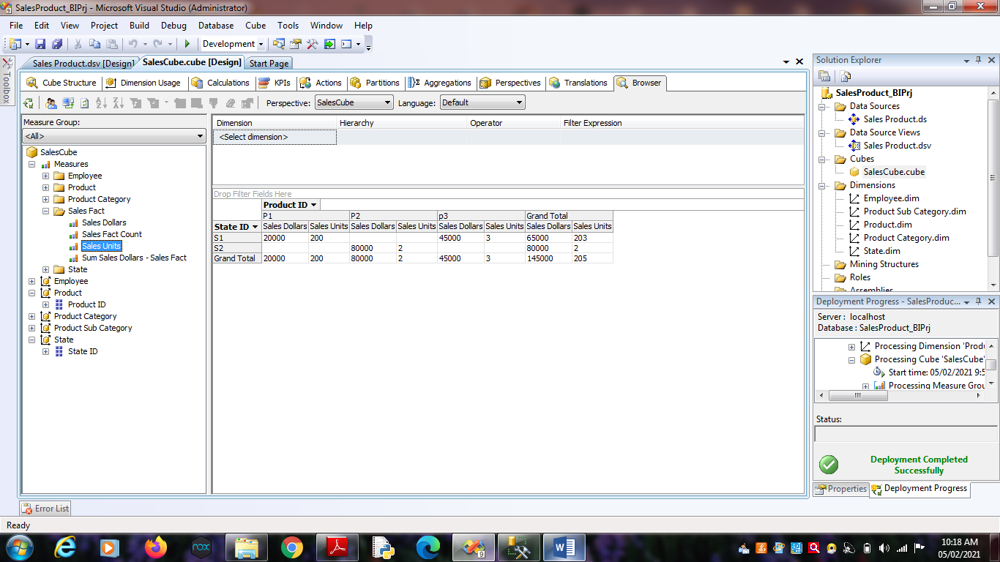 SalesProduct_BIPrj - Microsoft Visual Studio (Administrator)
File Edit View Project Build Debug Database Cube Tools Window Help
Development
Toolbox
Sales Product.dsv [Design] SalesCube.cube [Design] Start Page
Cube Structure Dimension Usage Calculations KPIs Actions Partitions Aggregations Perspectives Translations Browser
Perspective: SalesCube Language: Default
Measure Group:
<All>
SalesCube
Measures
Employee
Product
Product Category
Sales Fact
Sales Dollars
Sales Fact Count
Sales Units
Sum Sales Dollars - Sales Fact
State
Employee
Product
Product ID
Product Category
Product Sub Category
State
State ID
Dimension Hierarchy Operator Filter Expression
<Select dimension>
Drop Filter Fields Here
Product ID
P1 P2 p3 Grand Total
State ID Sales Dollars Sales Units Sales Dollars Sales Units Sales Dollars Sales Units Sales Dollars Sales Units
S1 20000 200 45000 3 65000 203
S2 80000 2 80000 2
Grand Total 20000 200 80000 2 45000 3 145000 205
Solution Explorer
SalesProduct_BIPrj
Data Sources
Sales Product.ds
Data Source Views
Sales Product.dsv
Cubes
SalesCube.cube
Dimensions
Employee.dim
Product Sub Category.dim
Product.dim
Product Category.dim
State.dim
Mining Structures
Roles
Assemblies
Deployment Progress - SalesProduc...
Server : localhost
Database : SalesProduct_BIPrj
Processing Dimension 'Produ
Processing Cube 'SalesCube'
Start time: 05/02/2021 9:5
Processing Measure Grou
Status:
Deployment Completed
Successfully
Properties Deployment Progress
Error List
Ready
nox
9
10:18 AM
05/02/2021